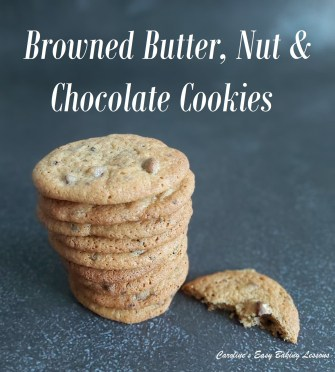 Browned Butter, Nut &
Chocolate Cookies
Caroline's Easy Baking Lessons